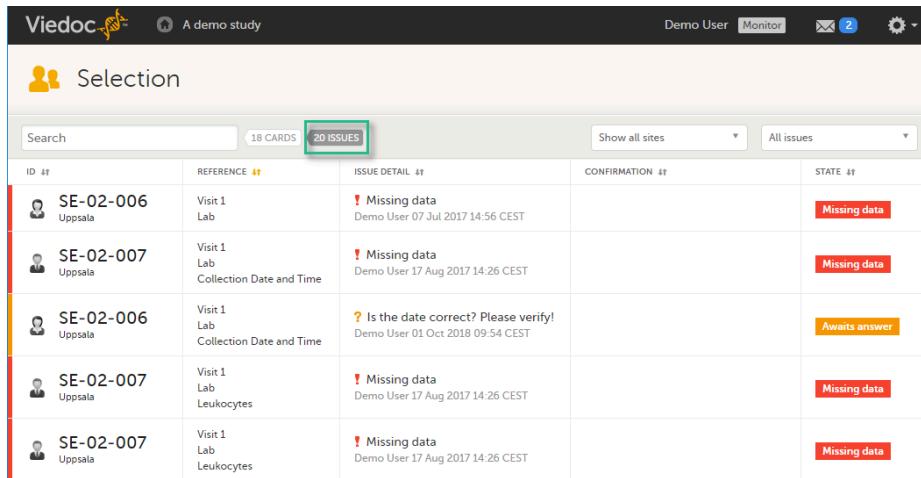 Viedoc A demo study Demo User Monitor 2
Selection
Search 18 CARDS 20 ISSUES Show all sites All issues
ID REFERENCE ISSUE DETAIL CONFIRMATION STATE
SE-02-006
Uppsala
Visit 1
Lab
! Missing data
Demo User 07 Jul 2017 14:56 CEST
Missing data
SE-02-007
Uppsala
Visit 1
Lab
Collection Date and Time
! Missing data
Demo User 17 Aug 2017 14:26 CEST
Missing data
SE-02-006
Uppsala
Visit 1
Lab
Collection Date and Time
? Is the date correct? Please verify!
Demo User 01 Oct 2018 09:54 CEST
Awaits answer
SE-02-007
Uppsala
Visit 1
Lab
Leukocytes
! Missing data
Demo User 17 Aug 2017 14:26 CEST
Missing data
SE-02-007
Uppsala
Visit 1
Lab
Leukocytes
! Missing data
Demo User 17 Aug 2017 14:26 CEST
Missing data